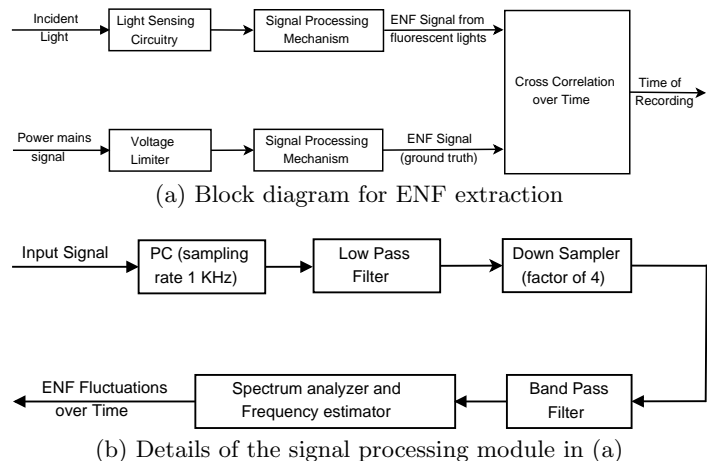 Incident
Light
Light Sensing
Circuitry
Signal Processing
Mechanism
ENF Signal from
fluorescent lights
Cross Correlation
over Time
Time of
Recording
Power mains
signal
Voltage
Limiter
Signal Processing
Mechanism
ENF Signal
(ground truth)
(a) Block diagram for ENF extraction
Input Signal
PC (sampling
rate 1 KHz)
Low Pass
Filter
Down Sampler
(factor of 4)
ENF Fluctuations
over Time
Spectrum analyzer and
Frequency estimator
Band Pass
Filter
(b) Details of the signal processing module in (a)